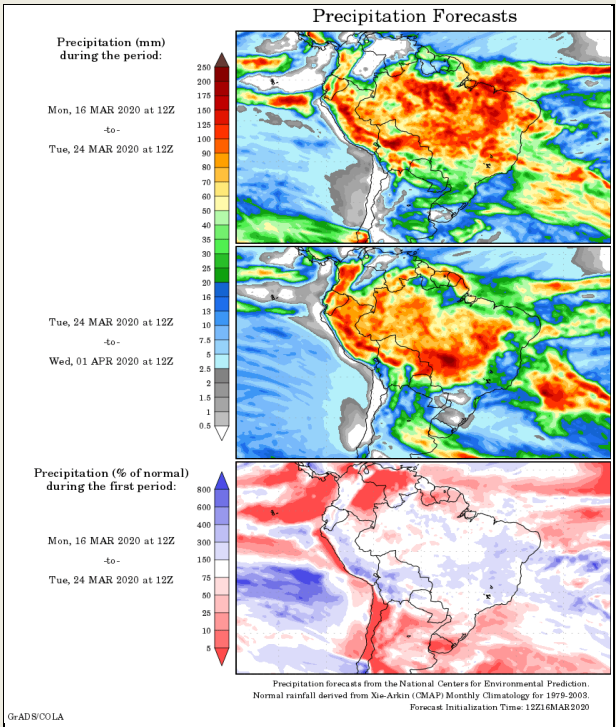 Precipitation Forecasts
Precipitation (mm)
during the period:
Mon, 16 MAR 2020 at 12Z
-to-
Tue, 24 MAR 2020 at 12Z
250
200
175
150
125
100
90
80
70
60
50
40
35
30
25
20
16
13
10
7.5
5
2.5
2
1.5
1
0.5
Tue, 24 MAR 2020 at 12Z
-to-
Wed, 01 APR 2020 at 12Z
Precipitation (% of normal)
during the first period:
Mon, 16 MAR 2020 at 12Z
-to-
Tue, 24 MAR 2020 at 12Z
800
600
400
300
150
75
50
25
10
5
Precipitation forecasts from the National Centers for Environmental Prediction.
Normal rainfall derived from Xie-Arkin (CMAP) Monthly Climatology for 1979-2003.
Forecast Initialization Time: 12Z16MAR2020
GrADS/COLA